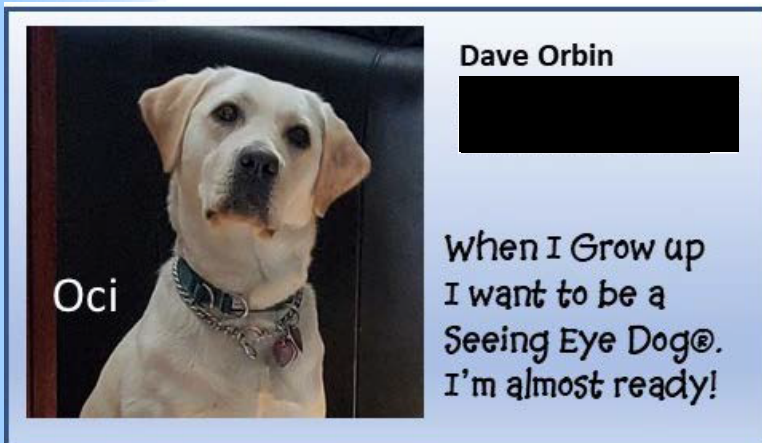 Dave Orbin
Oci
When I Grow up
I want to be a
Seeing Eye Dog®.
I'm almost ready!